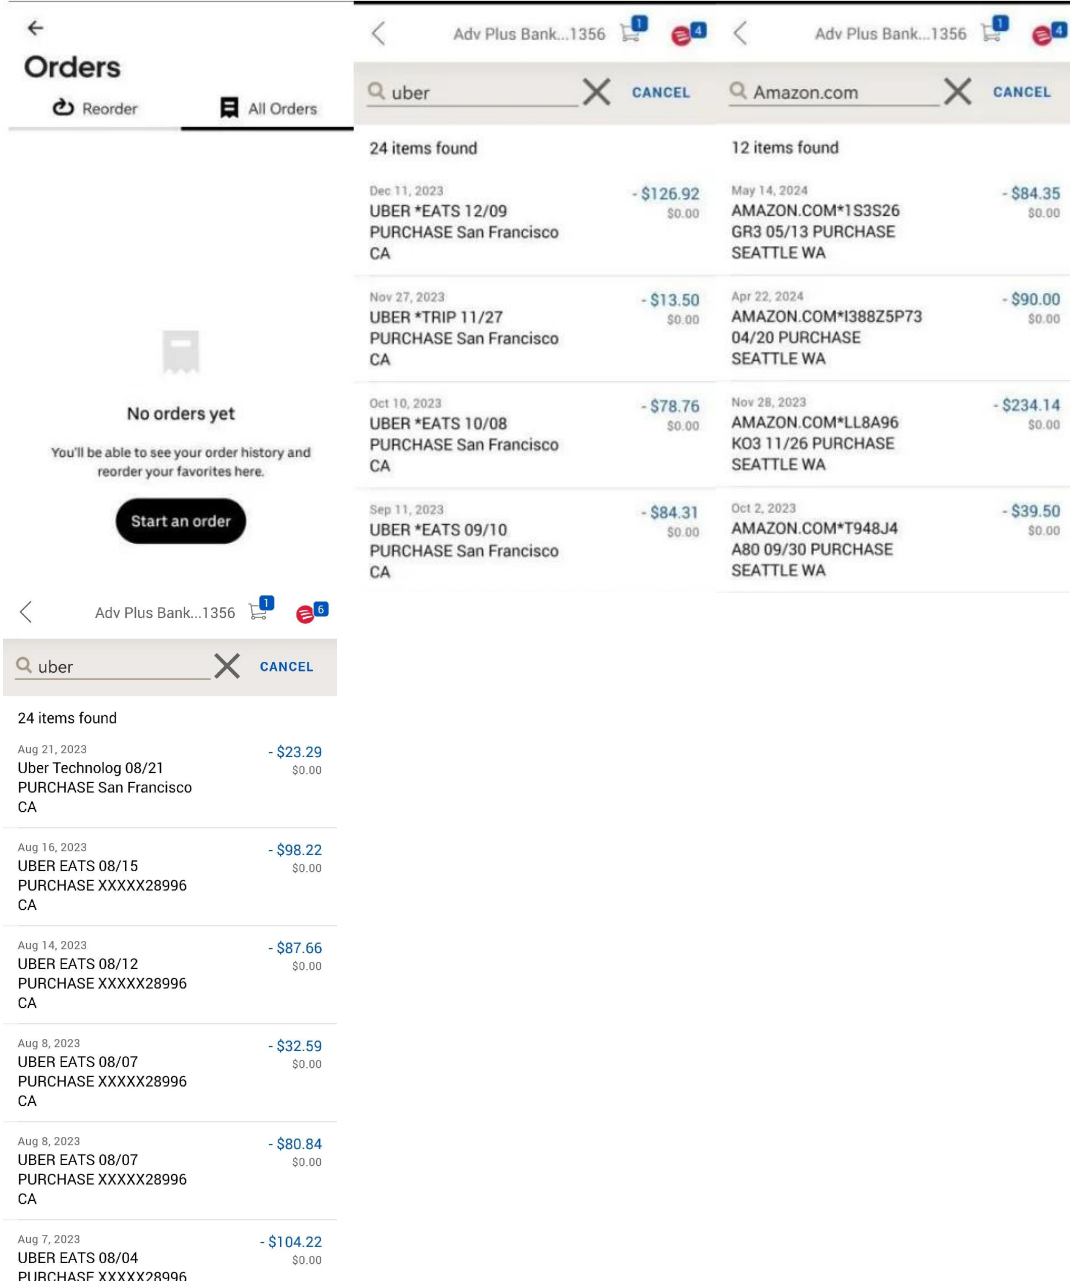 Orders
Reorder
All Orders
No orders yet
You'll be able to see your order history and
reorder your favorites here.
Start an order
Adv Plus Bank...1356
1
4
uber
CANCEL
24 items found
Dec 11, 2023
- $126.92
UBER *EATS 12/09
$0.00
PURCHASE San Francisco
CA
Nov 27, 2023
- $13.50
UBER *TRIP 11/27
$0.00
PURCHASE San Francisco
CA
Oct 10, 2023
- $78.76
UBER *EATS 10/08
$0.00
PURCHASE San Francisco
CA
Sep 11, 2023
- $84.31
UBER *EATS 09/10
$0.00
PURCHASE San Francisco
CA
Adv Plus Bank...1356
1
4
Amazon.com
CANCEL
12 items found
May 14, 2024
- $84.35
AMAZON.COM*1S3S26
$0.00
GR3 05/13 PURCHASE
SEATTLE WA
Apr 22, 2024
- $90.00
AMAZON.COM*I388Z5P73
$0.00
04/20 PURCHASE
SEATTLE WA
Nov 28, 2023
- $234.14
AMAZON.COM*LL8A96
$0.00
KO3 11/26 PURCHASE
SEATTLE WA
Oct 2, 2023
- $39.50
AMAZON.COM*T948J4
$0.00
A80 09/30 PURCHASE
SEATTLE WA
Adv Plus Bank...1356
1
6
uber
CANCEL
24 items found
Aug 21, 2023
- $23.29
Uber Technolog 08/21
$0.00
PURCHASE San Francisco
CA
Aug 16, 2023
- $98.22
UBER EATS 08/15
$0.00
PURCHASE XXXXX28996
CA
Aug 14, 2023
- $87.66
UBER EATS 08/12
$0.00
PURCHASE XXXXX28996
CA
Aug 8, 2023
- $32.59
UBER EATS 08/07
$0.00
PURCHASE XXXXX28996
CA
Aug 8, 2023
- $80.84
UBER EATS 08/07
$0.00
PURCHASE XXXXX28996
CA
Aug 7, 2023
- $104.22
UBER EATS 08/04
$0.00
PURCHASE XXXXX28996